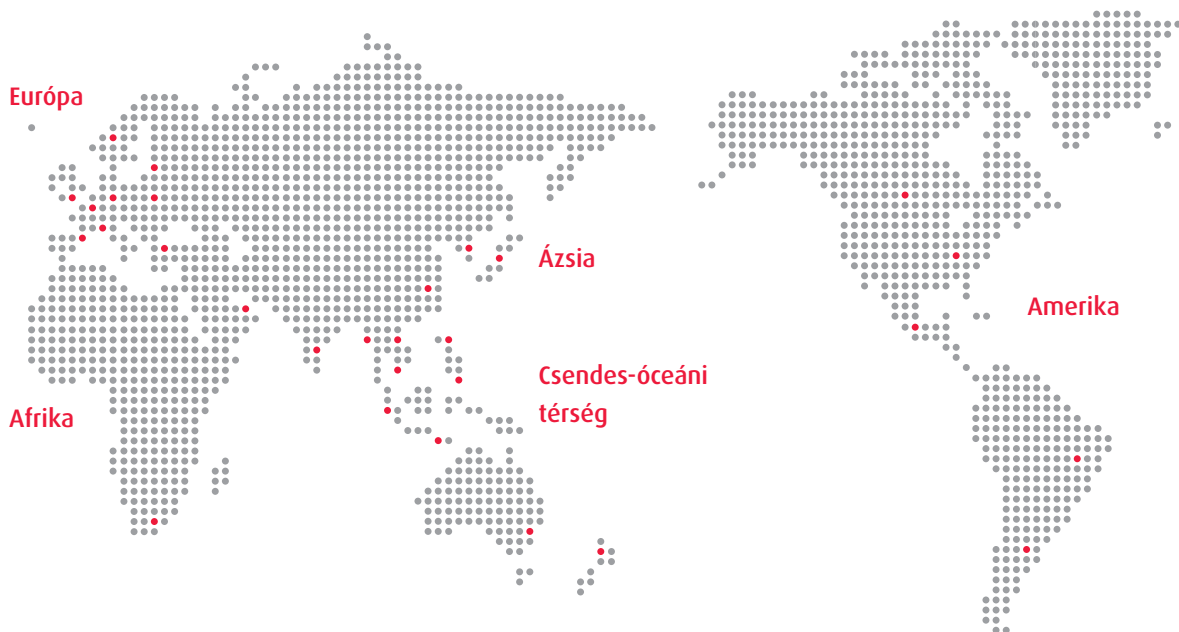 Európa
Ázsia
Amerika
Csendes-óceáni
térség
Afrika